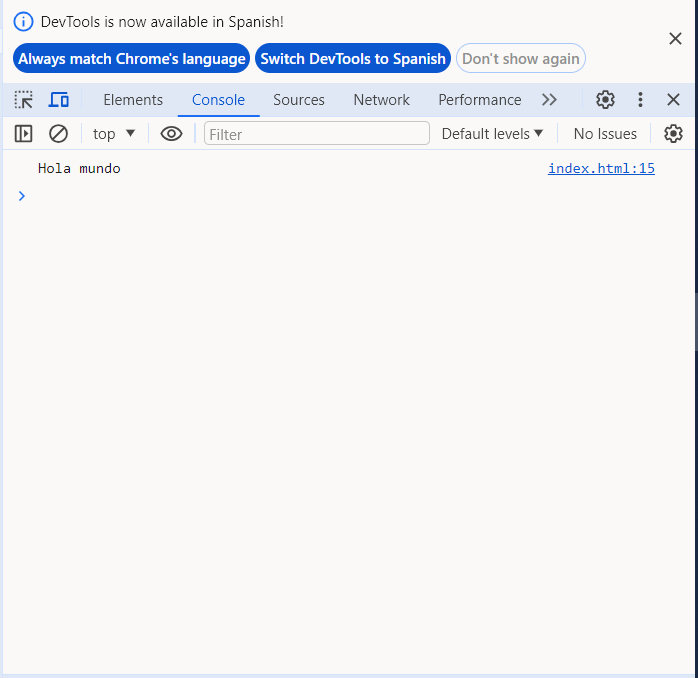 DevTools is now available in Spanish!
Always match Chrome's language Switch DevTools to Spanish Don't show again
Elements Console Sources Network Performance
top Filter Default levels No Issues
Hola mundo index.html:15